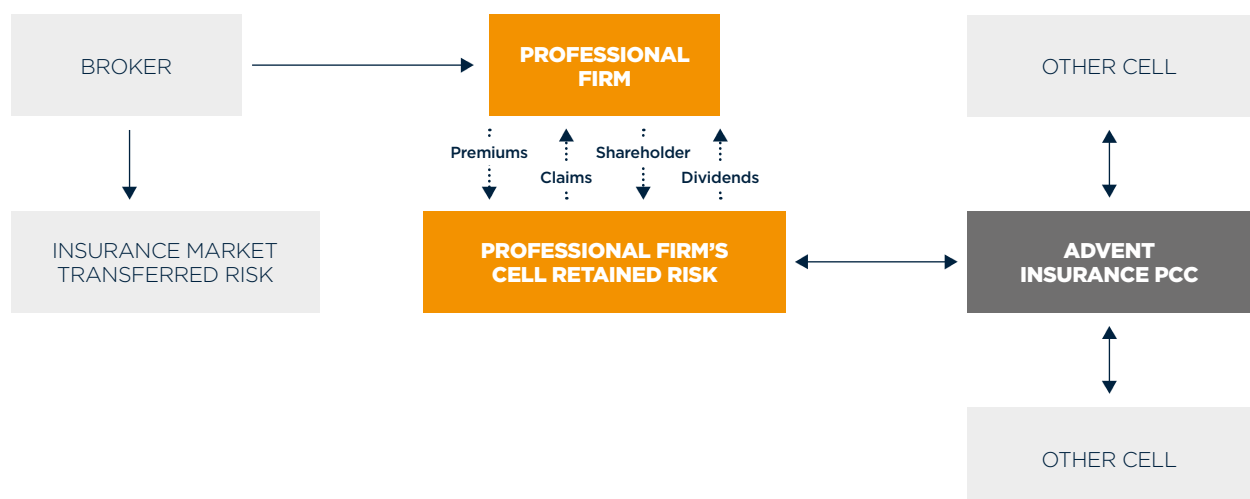 BROKER
PROFESSIONAL
FIRM
OTHER CELL
Premiums
Claims
Shareholder
Dividends
INSURANCE MARKET
TRANSFERRED RISK
PROFESSIONAL FIRM'S
CELL RETAINED RISK
ADVENT
INSURANCE PCC
OTHER CELL